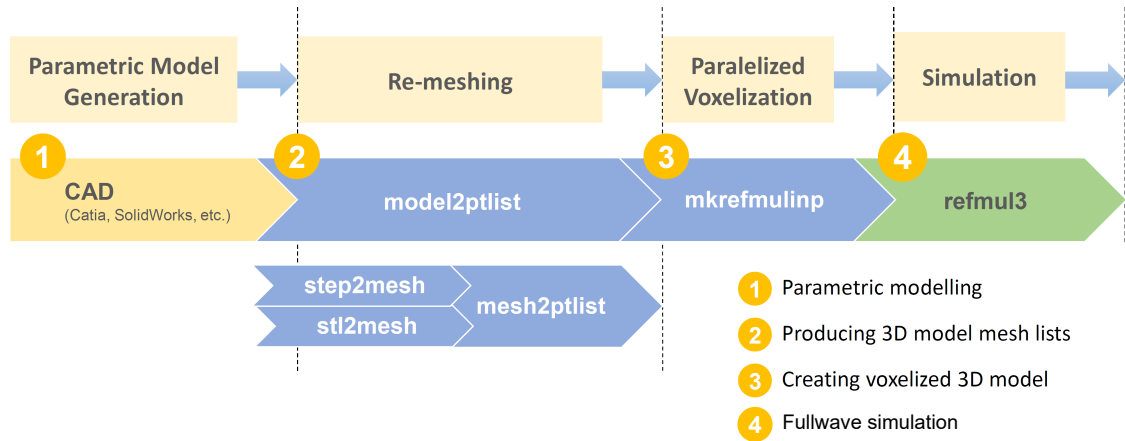 Parametric Model
Generation
Re-meshing
Paralelized
Voxelization
Simulation
1
2
3
4
CAD
(Catia, SolidWorks, etc.)
model2ptlist
mkrefmulinp
refmul3
step2mesh
stl2mesh
mesh2ptlist
1 Parametric modelling
2 Producing 3D model mesh lists
3 Creating voxelized 3D model
4 Fullwave simulation